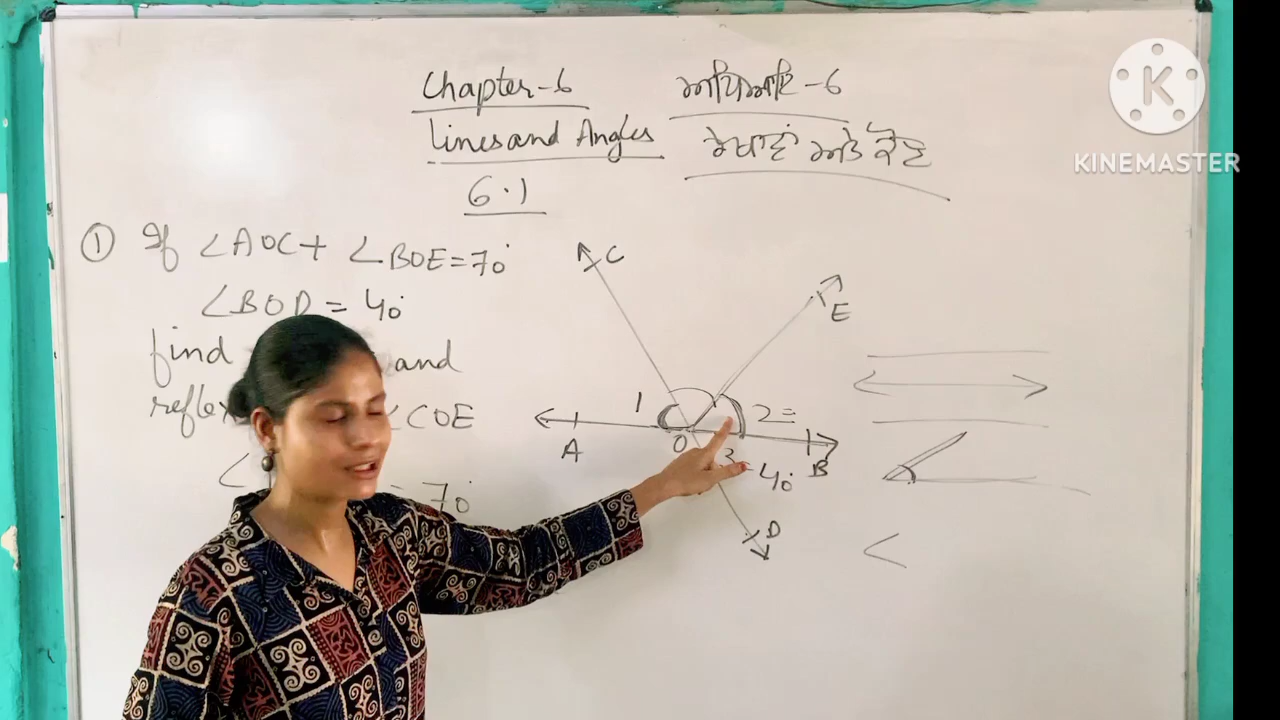 Chapter-6
ਅਧਿਆਇ-6
Lines and Angles
ਰੇਖਾਵਾਂ ਅਤੇ ਕੋਣ
6.1
① If ∠AOC + ∠BOE = 70°
∠BOD = 40°
find and
reflex ∠COE
∠ = 70°
C
E
1
2 =
A
O
B
3 = 40°
D
<
K
KINEMASTER